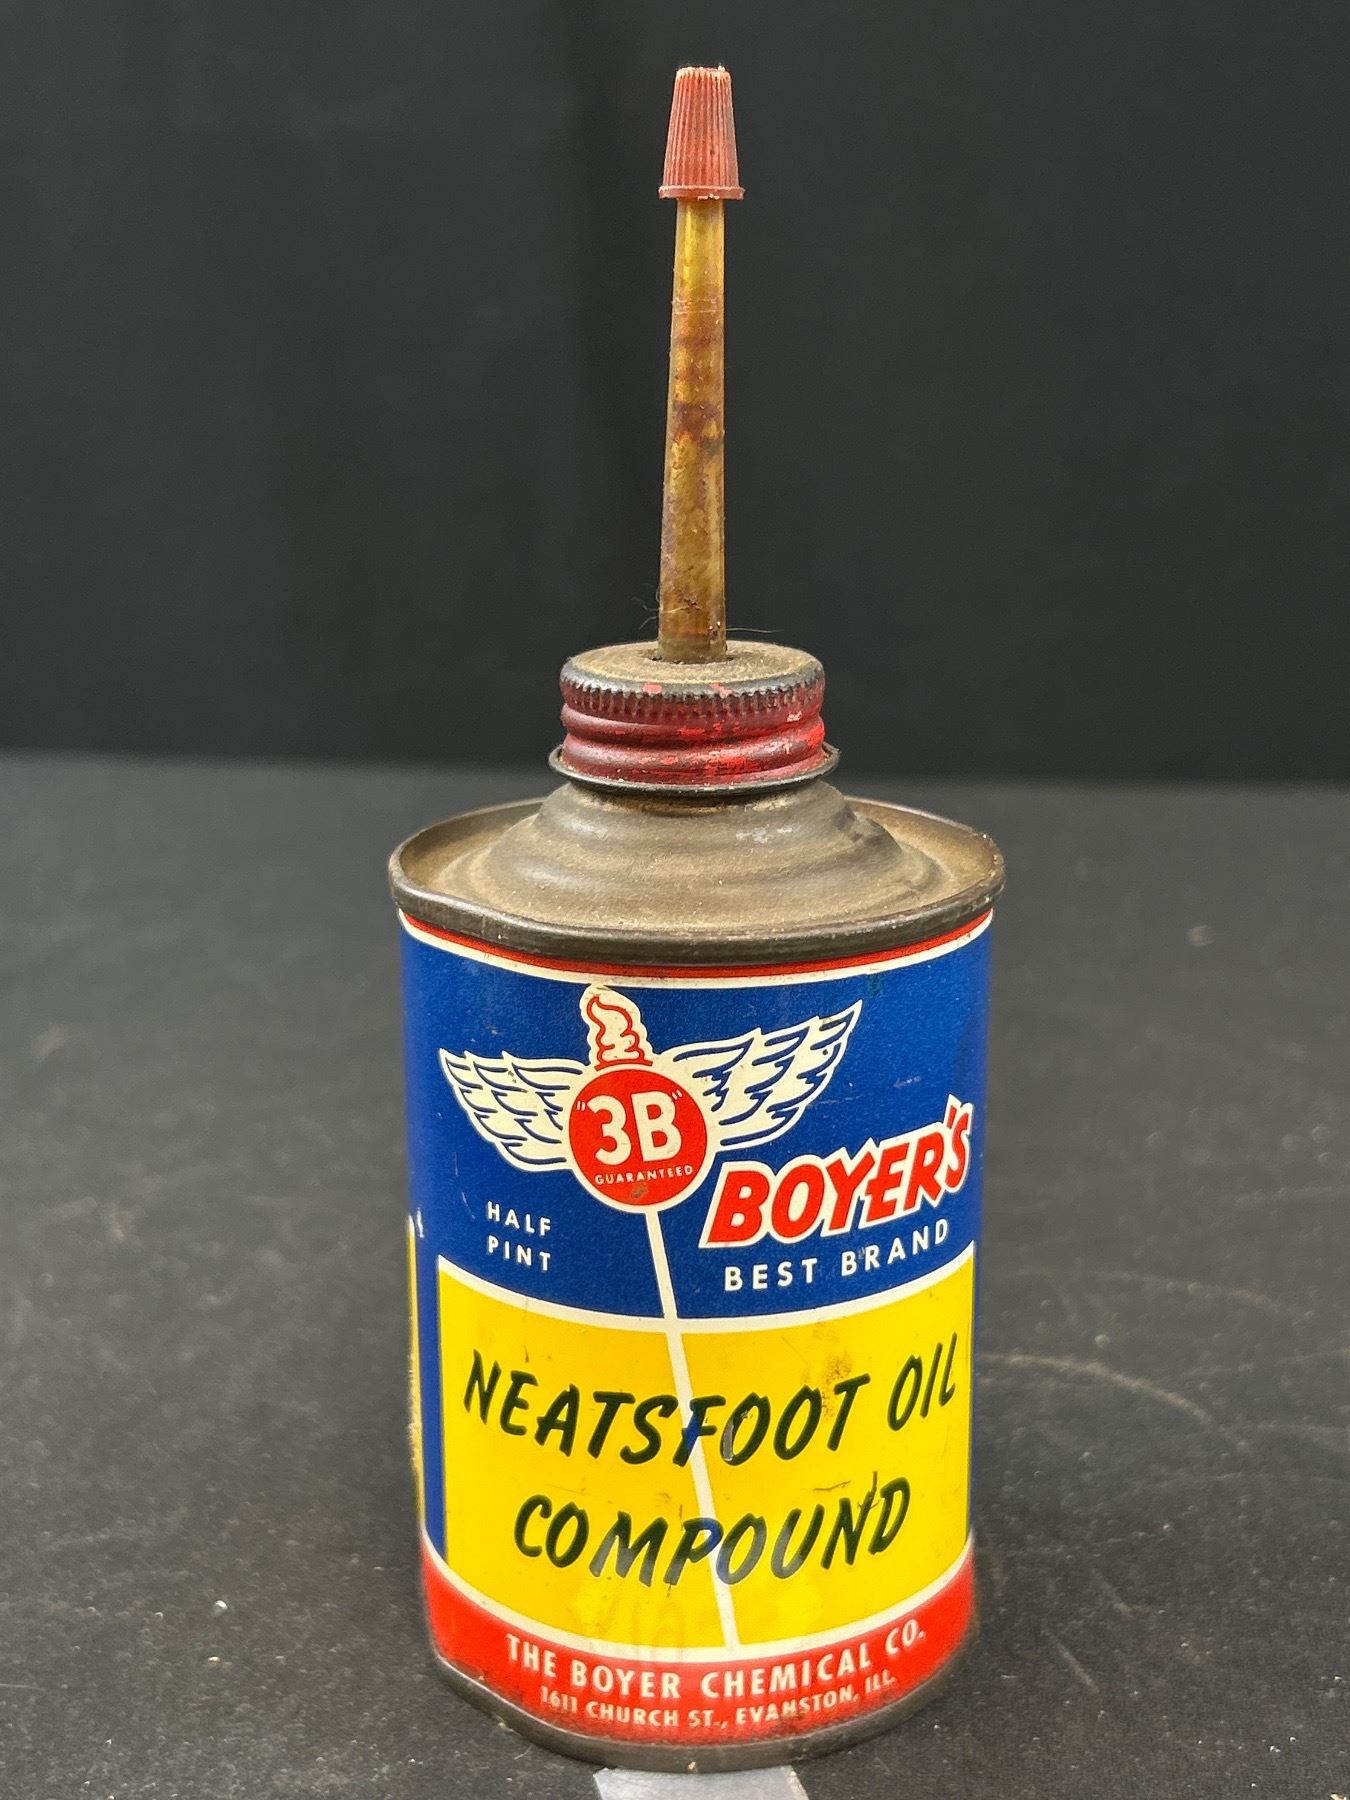 "3B"
GUARANTEED
HALF
PINT
BOYER'S
BEST BRAND
NEATSFOOT OIL
COMPOUND
THE BOYER CHEMICAL CO.
1611 CHURCH ST., EVANSTON, ILL.